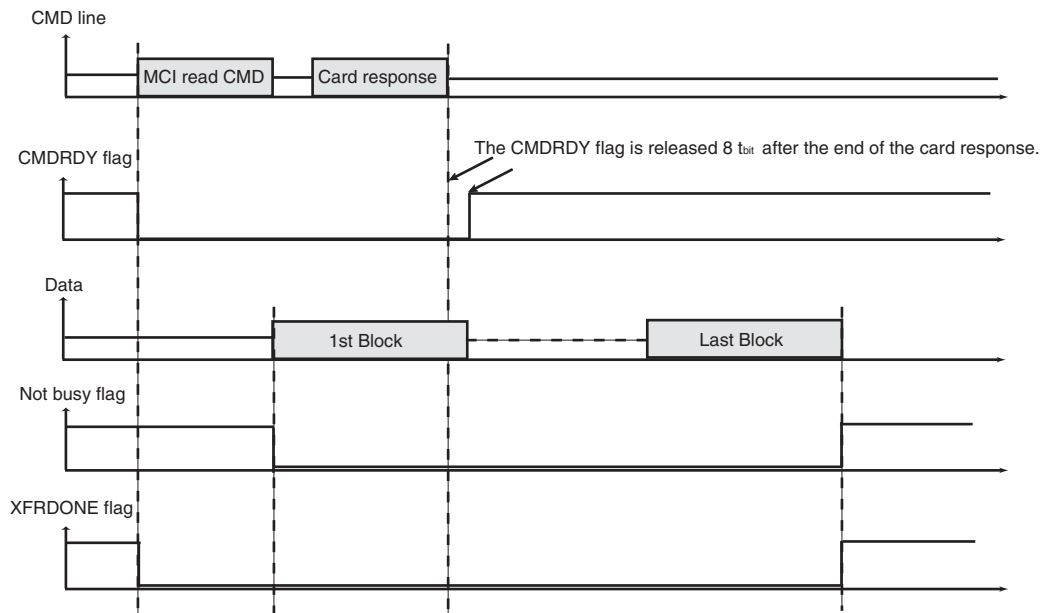 CMD line
MCI read CMD
Card response
The CMDRDY flag is released 8 tbit after the end of the card response.
CMDRDY flag
Data
1st Block
Last Block
Not busy flag
XFRDONE flag